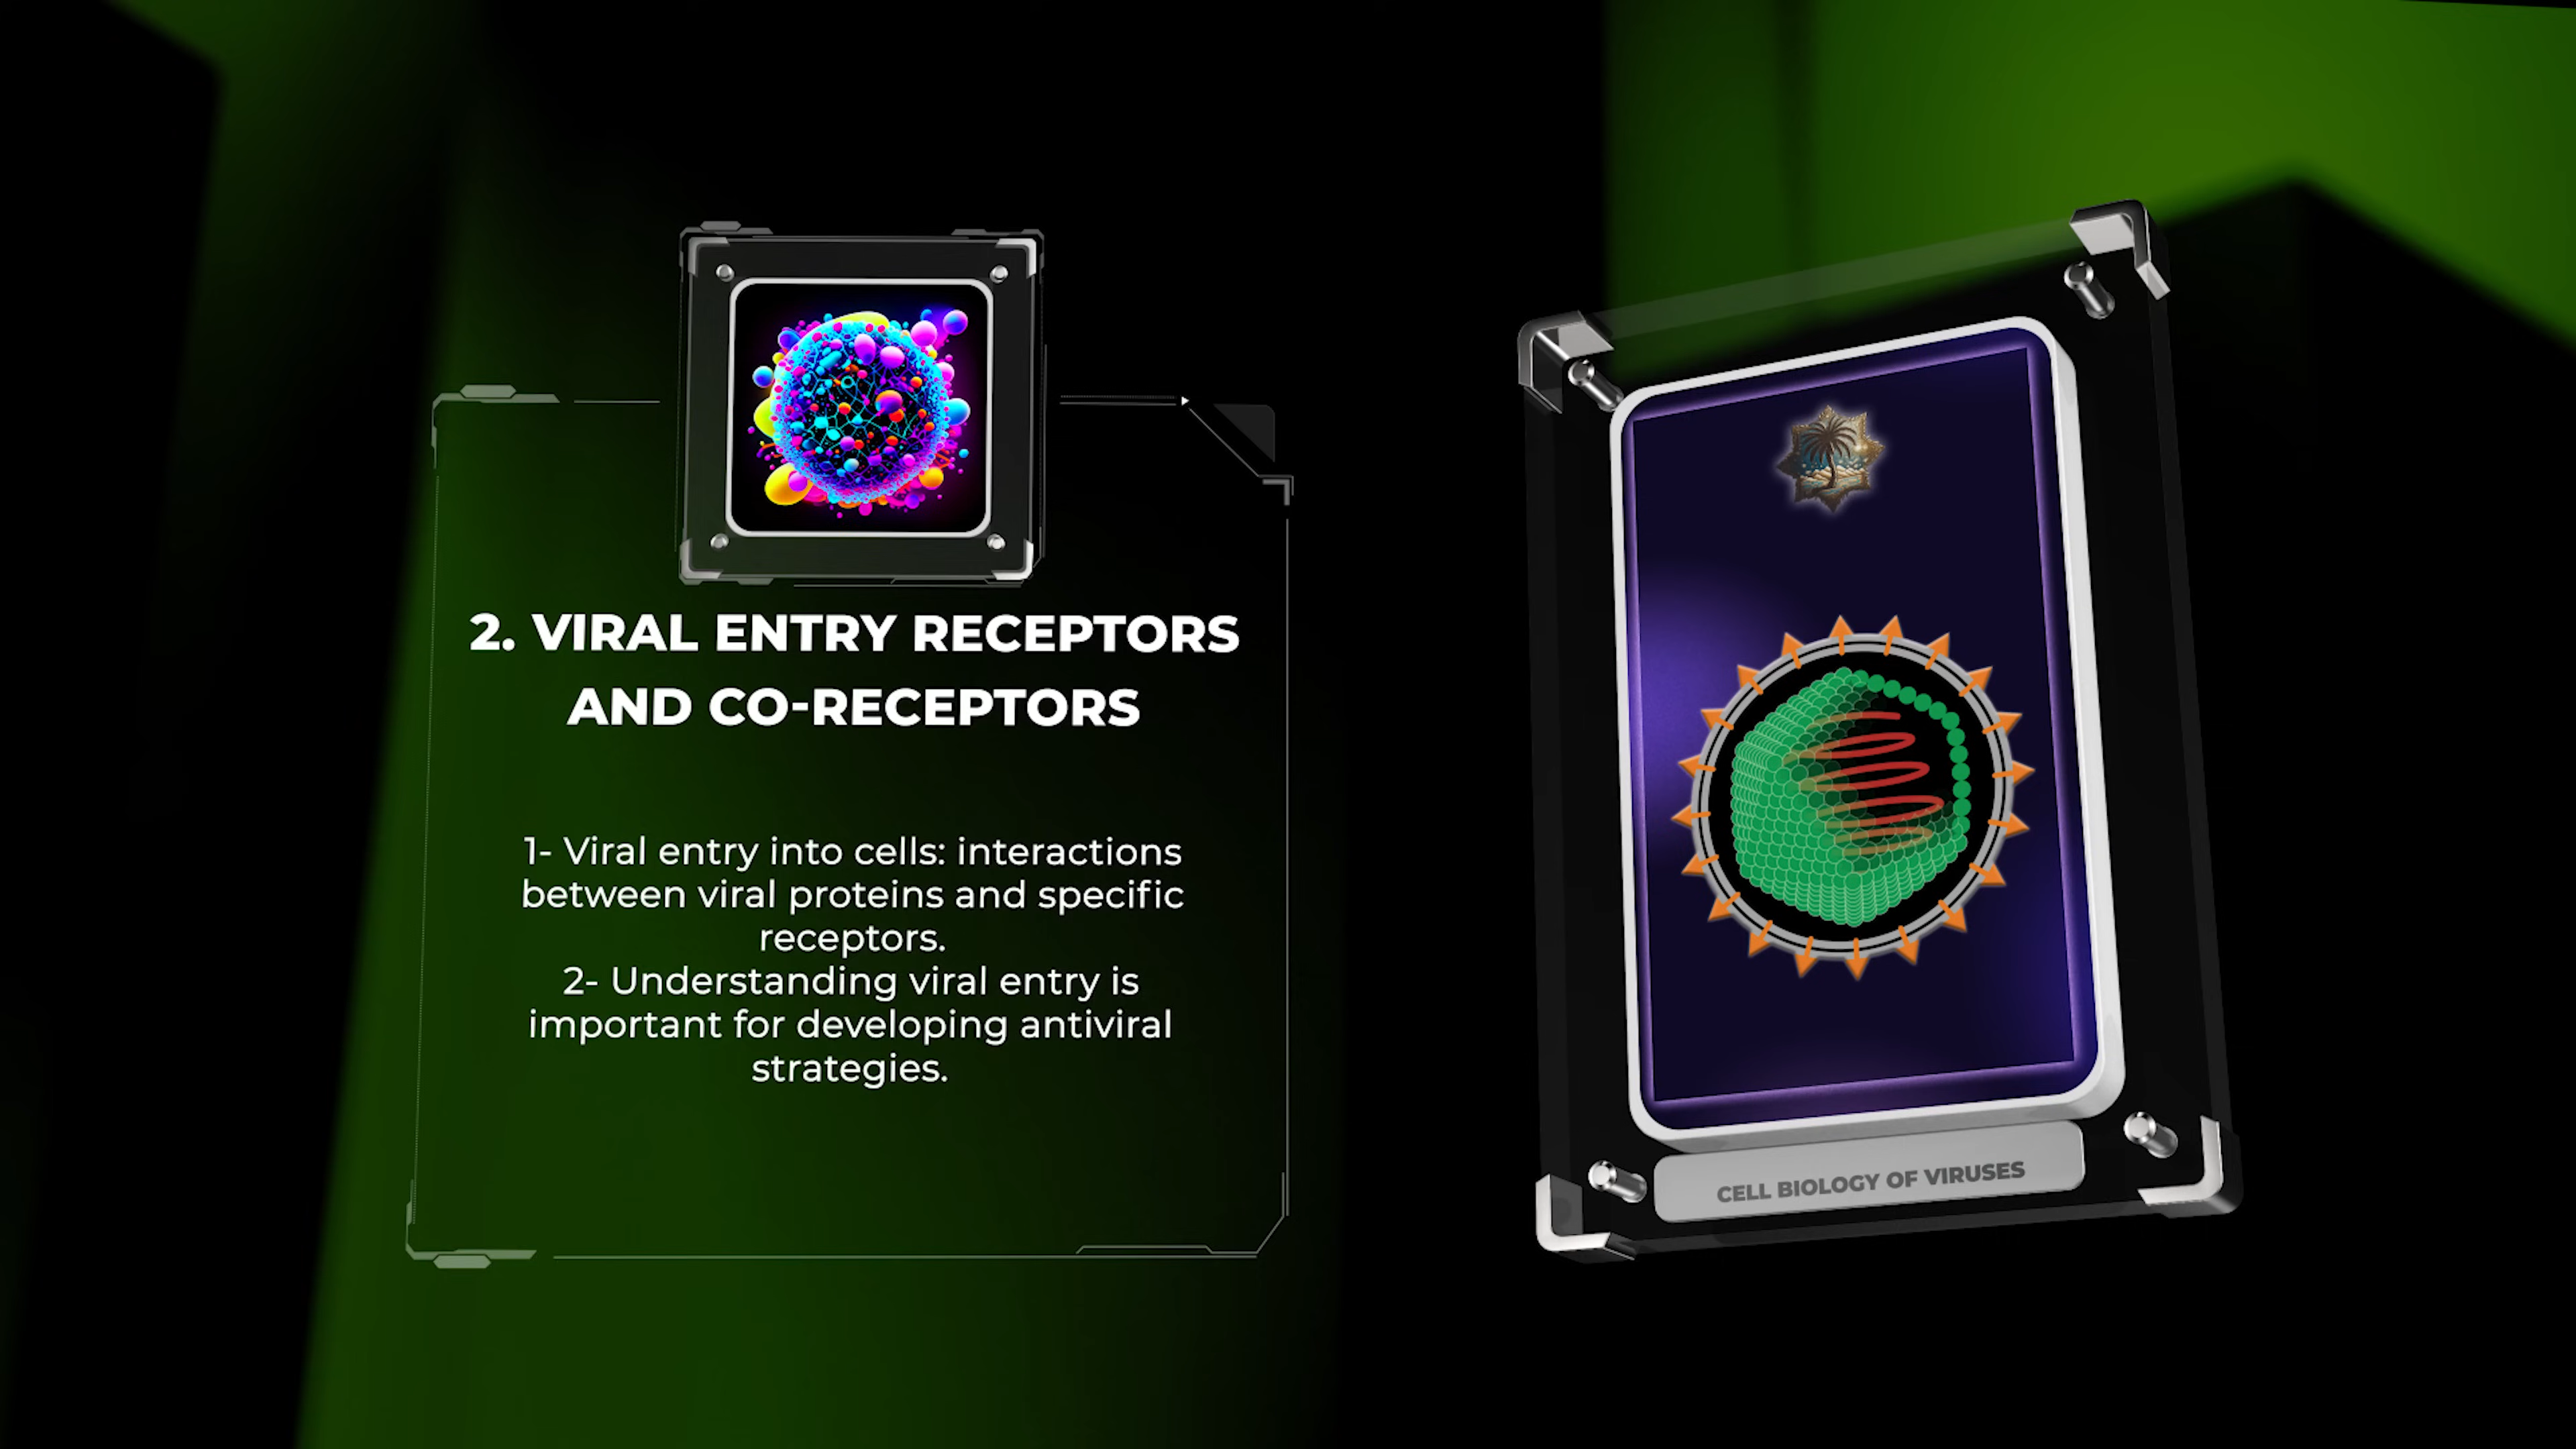 2. VIRAL ENTRY RECEPTORS
AND CO-RECEPTORS
1- Viral entry into cells: interactions
between viral proteins and specific
receptors.
2- Understanding viral entry is
important for developing antiviral
strategies.
CELL BIOLOGY OF VIRUSES